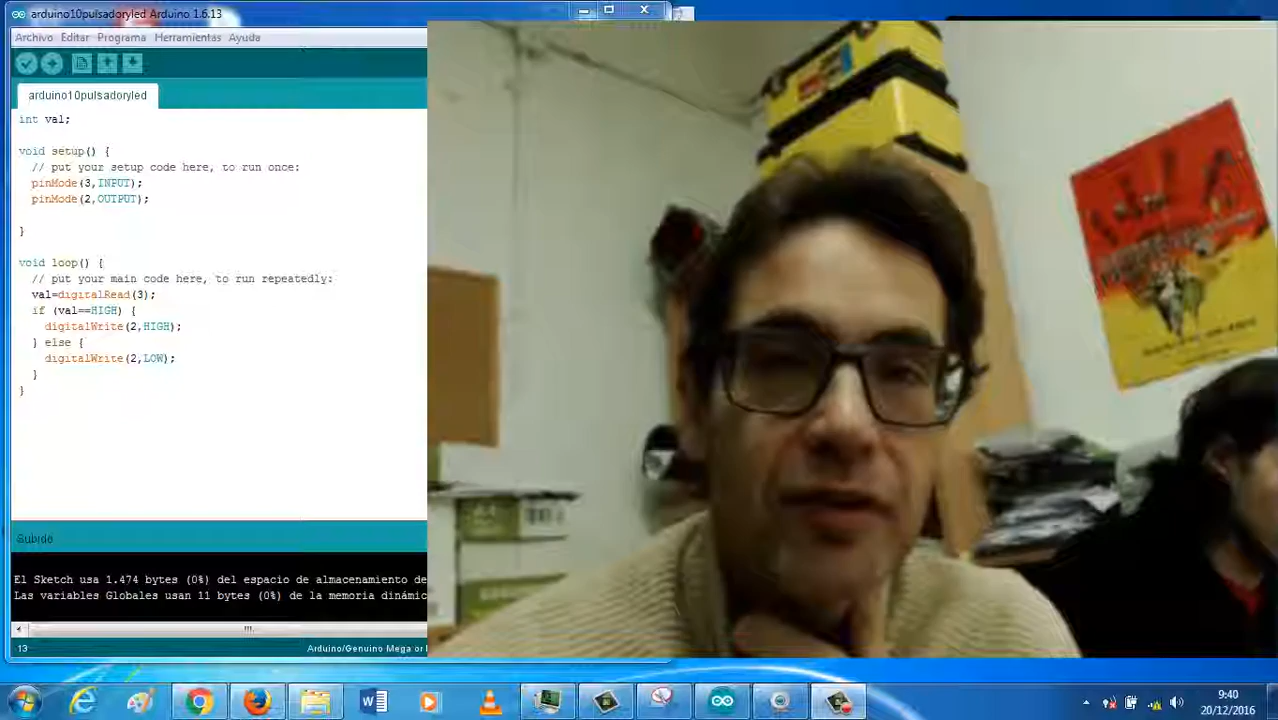 arduino10pulsadoryled Arduino 1.6.13
Archivo Editar Programa Herramientas Ayuda
arduino10pulsadoryled
int val;
void setup() {
// put your setup code here, to run once:
pinMode(3,INPUT);
pinMode(2,OUTPUT);
}
void loop() {
// put your main code here, to run repeatedly:
val=digitalRead(3);
if (val==HIGH) {
digitalWrite(2,HIGH);
} else {
digitalWrite(2,LOW);
}
}
Subido
El Sketch usa 1.474 bytes (0%) del espacio de almacenamiento de
Las variables Globales usan 11 bytes (0%) de la memoria dinámic
13
Arduino/Genuino Mega or
9:40
20/12/2016